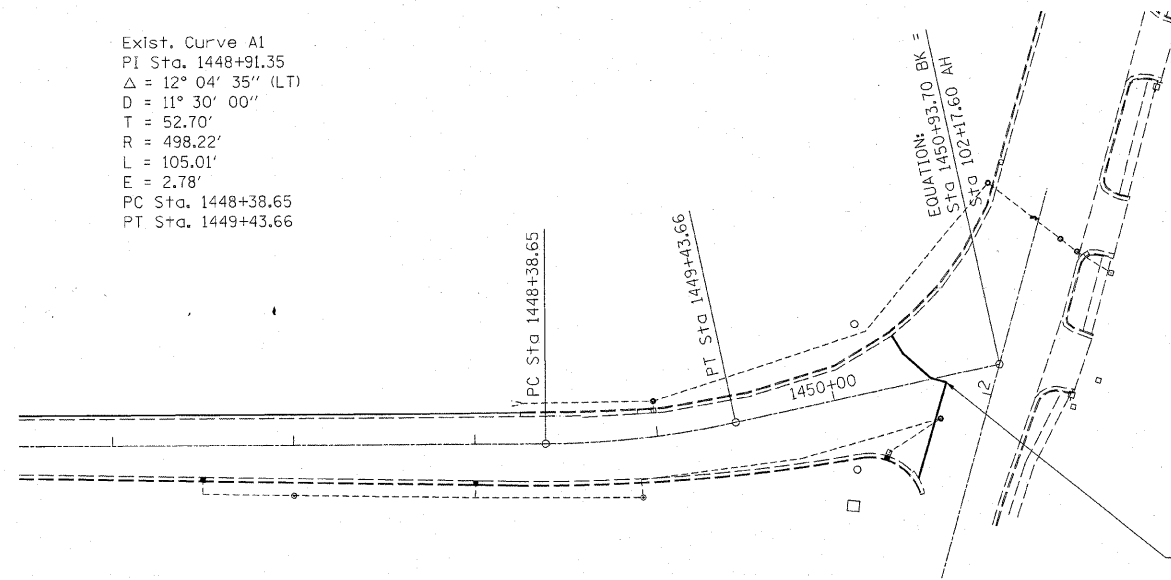 Exist. Curve A1
PI Sta. 1448+91.35
Δ = 12° 04' 35" (LT)
D = 11° 30' 00"
T = 52.70'
R = 498.22'
L = 105.01'
E = 2.78'
PC Sta. 1448+38.65
PT Sta. 1449+43.66
PC Sta 1448+38.65
PT Sta 1449+43.66
EQUATION:
Sta 1450+93.70 BK =
Sta 102+17.60 AH
1450+00
12